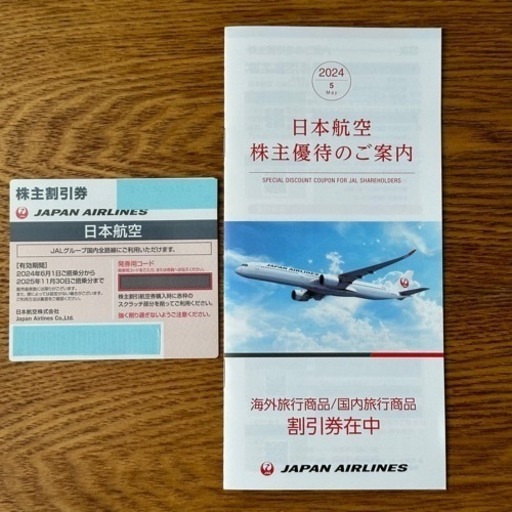 株主割引券
JAPAN AIRLINES
日本航空
JALグループ国内全路線にご利用いただけます。
【有効期間】
2024年6月1日ご搭乗分から
2025年11月30日ご搭乗分まで
日本航空株式会社
Japan Airlines Co.,Ltd.
発券用コード
株主割引航空券購入時に赤枠の
スクラッチ部分を削ってご利用ください。
強く削り過ぎないようご注意ください。
2024
5
May
日本航空
株主優待のご案内
SPECIAL DISCOUNT COUPON FOR JAL SHAREHOLDERS
JAPAN AIRLINES
海外旅行商品/国内旅行商品
割引券在中
JAPAN AIRLINES